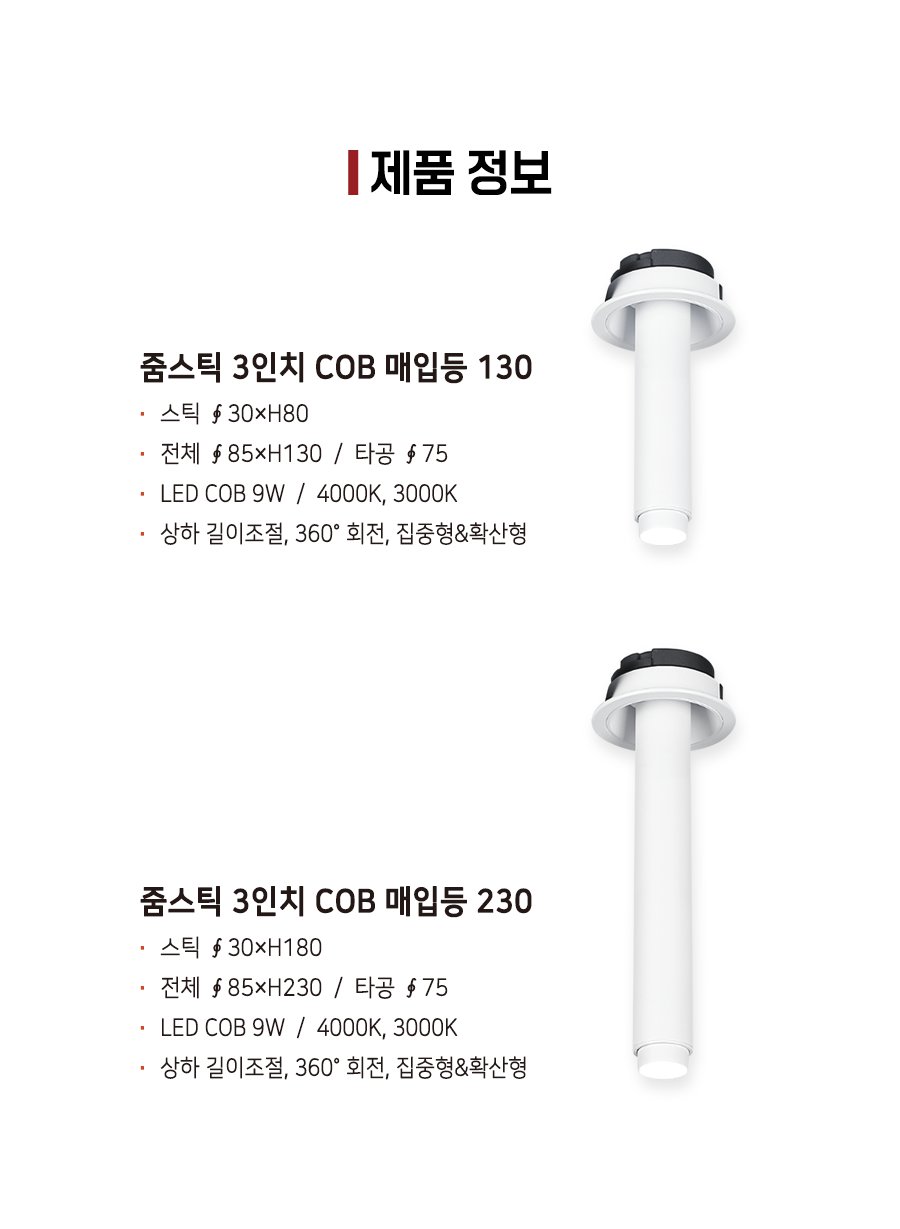 제품 정보
줌스틱 3인치 COB 매입등 130
· 스틱 ∮30×H80
· 전체 ∮85×H130 / 타공 ∮75
· LED COB 9W / 4000K, 3000K
· 상하 길이조절, 360° 회전, 집중형&확산형
줌스틱 3인치 COB 매입등 230
· 스틱 ∮30×H180
· 전체 ∮85×H230 / 타공 ∮75
· LED COB 9W / 4000K, 3000K
· 상하 길이조절, 360° 회전, 집중형&확산형